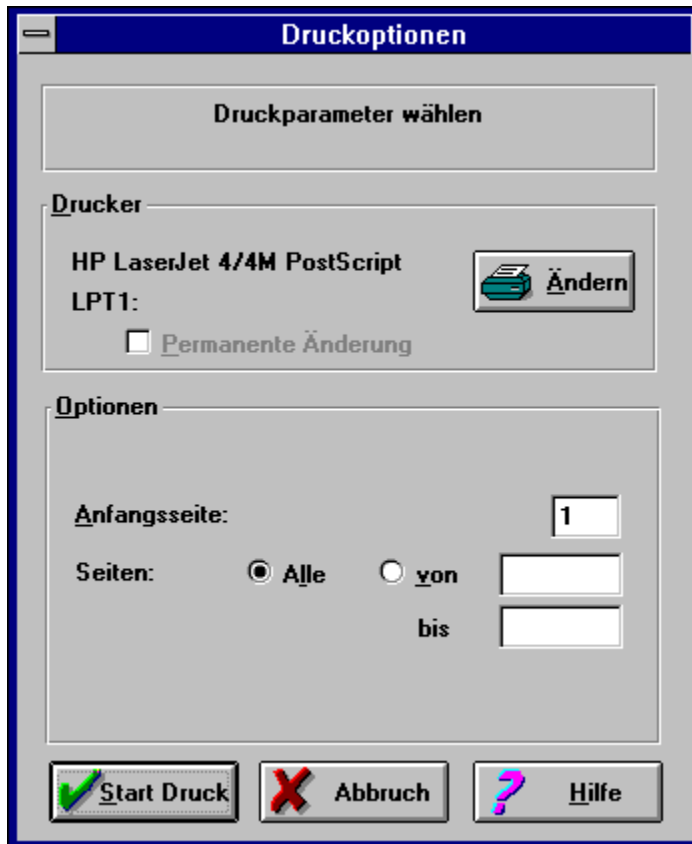 Druckoptionen
Druckparameter wählen
Drucker
HP LaserJet 4/4M PostScript
Ändern
LPT1:
Permanente Änderung
Optionen
Anfangsseite: 1
Seiten: Alle von
bis
Start Druck Abbruch Hilfe